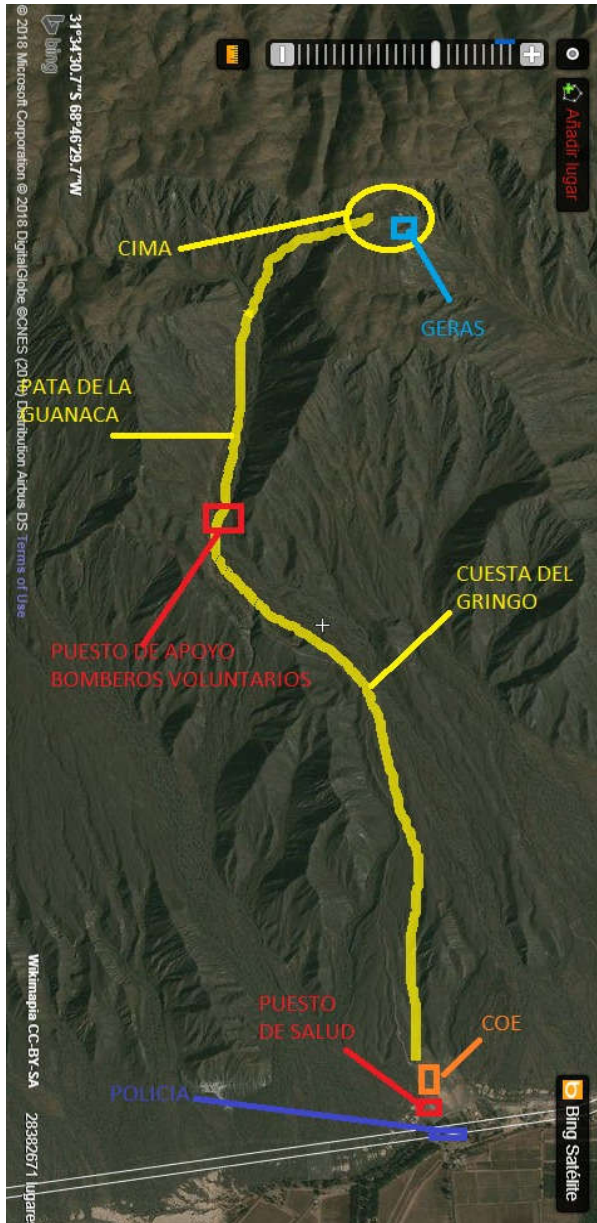 Añadir lugar
31°34'30.7"S 68°46'29.7"W
bing
© 2018 Microsoft Corporation © 2018 DigitalGlobe ©CNES (2018) Distribution Airbus DS Terms of Use
CIMA
GERAS
PATA DE LA
GUANACA
CUESTA DEL
GRINGO
PUESTO DE APOYO
BOMBEROS VOLUNTARIOS
PUESTO
DE SALUD
COE
POLICIA
Bing Satélite
Wikimapia CC-BY-SA 28382671 lugares